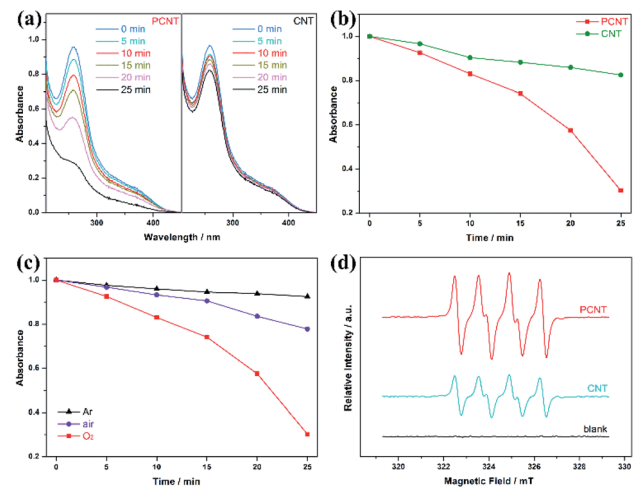 (a)
PCNT
0 min
5 min
10 min
15 min
20 min
25 min
CNT
0 min
5 min
10 min
15 min
20 min
25 min
0.8
0.6
0.4
0.2
0.0
Absorbance
300
400
300
400
Wavelength / nm
(b)
PCNT
CNT
1.0
0.8
0.6
0.4
0.2
Absorbance
0
5
10
15
20
25
Time / min
(c)
1.0
0.8
0.6
0.4
0.2
Absorbance
Ar
air
O₂
0
5
10
15
20
25
Time / min
(d)
PCNT
CNT
blank
Relative Intensity / a.u.
320
322
324
326
328
330
Magnetic Field / mT